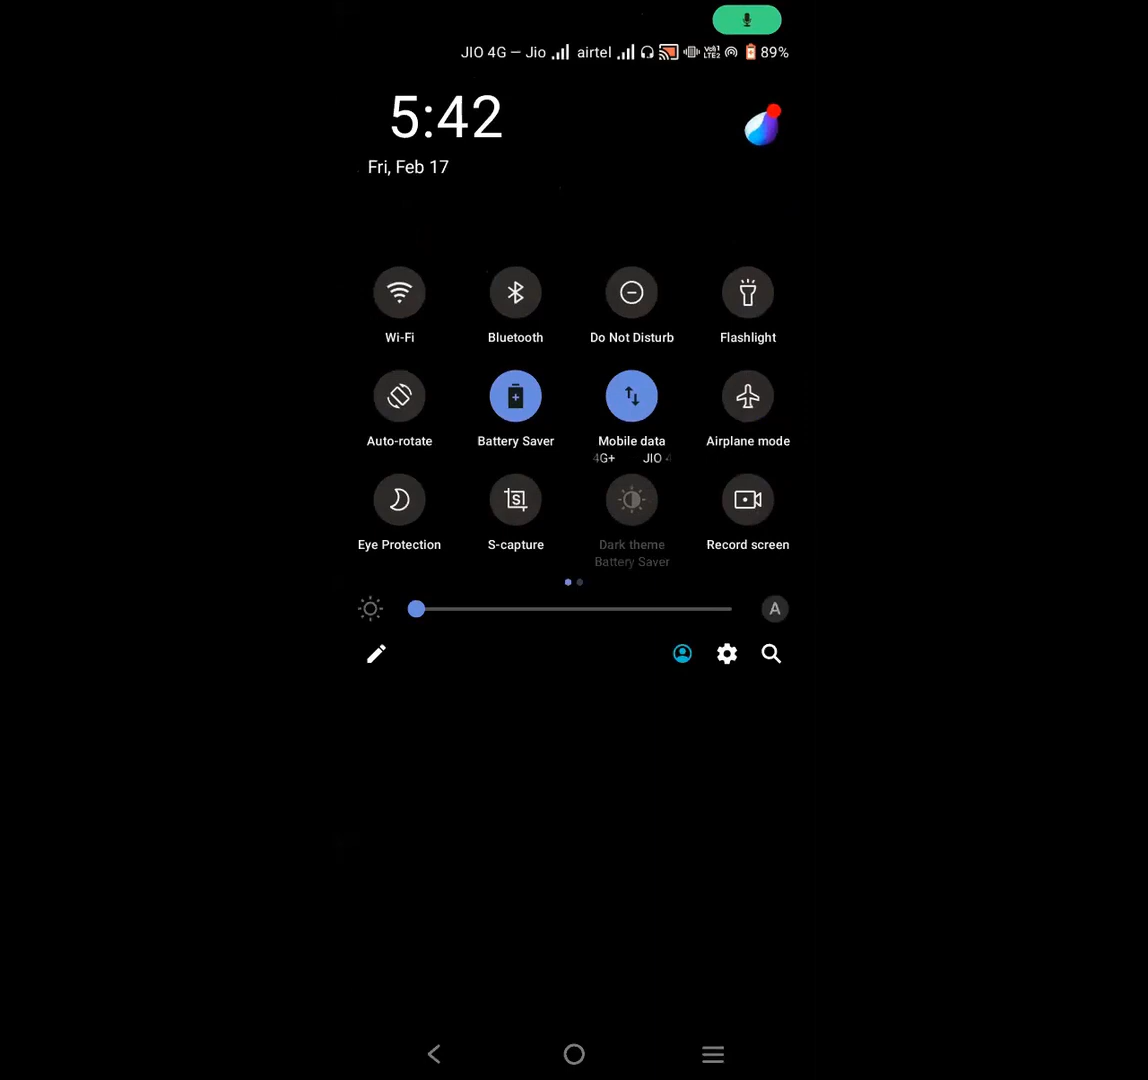 JIO 4G — Jio airtel 89%
5:42
Fri, Feb 17
Wi-Fi Bluetooth Do Not Disturb Flashlight
Auto-rotate Battery Saver Mobile data Airplane mode
4G+ JIO
S
Eye Protection S-capture Dark theme Record screen
Battery Saver
A